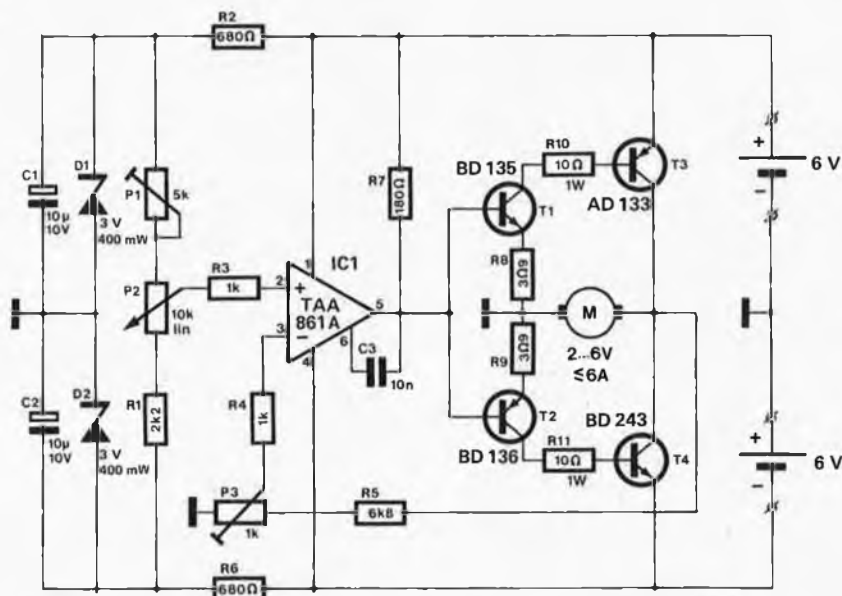 R2
680Ω
C1
10µ
10V
D1
3 V
400 mW
P1
5k
R7
180Ω
BD 135
R10
10Ω
1W
T1
T3
AD 133
+
6 V
−
P2
10k
lin
R3
1k
IC1
1
2
+
TAA
861A
3
−
4
5
6
C3
10n
R8
3Ω9
R9
3Ω9
M
2...6V
≤6A
C2
10µ
10V
D2
3 V
400 mW
R1
2k2
R4
1k
T2
BD 136
BD 243
R11
10Ω
1W
T4
+
6 V
−
P3
1k
R5
6k8
R6
680Ω